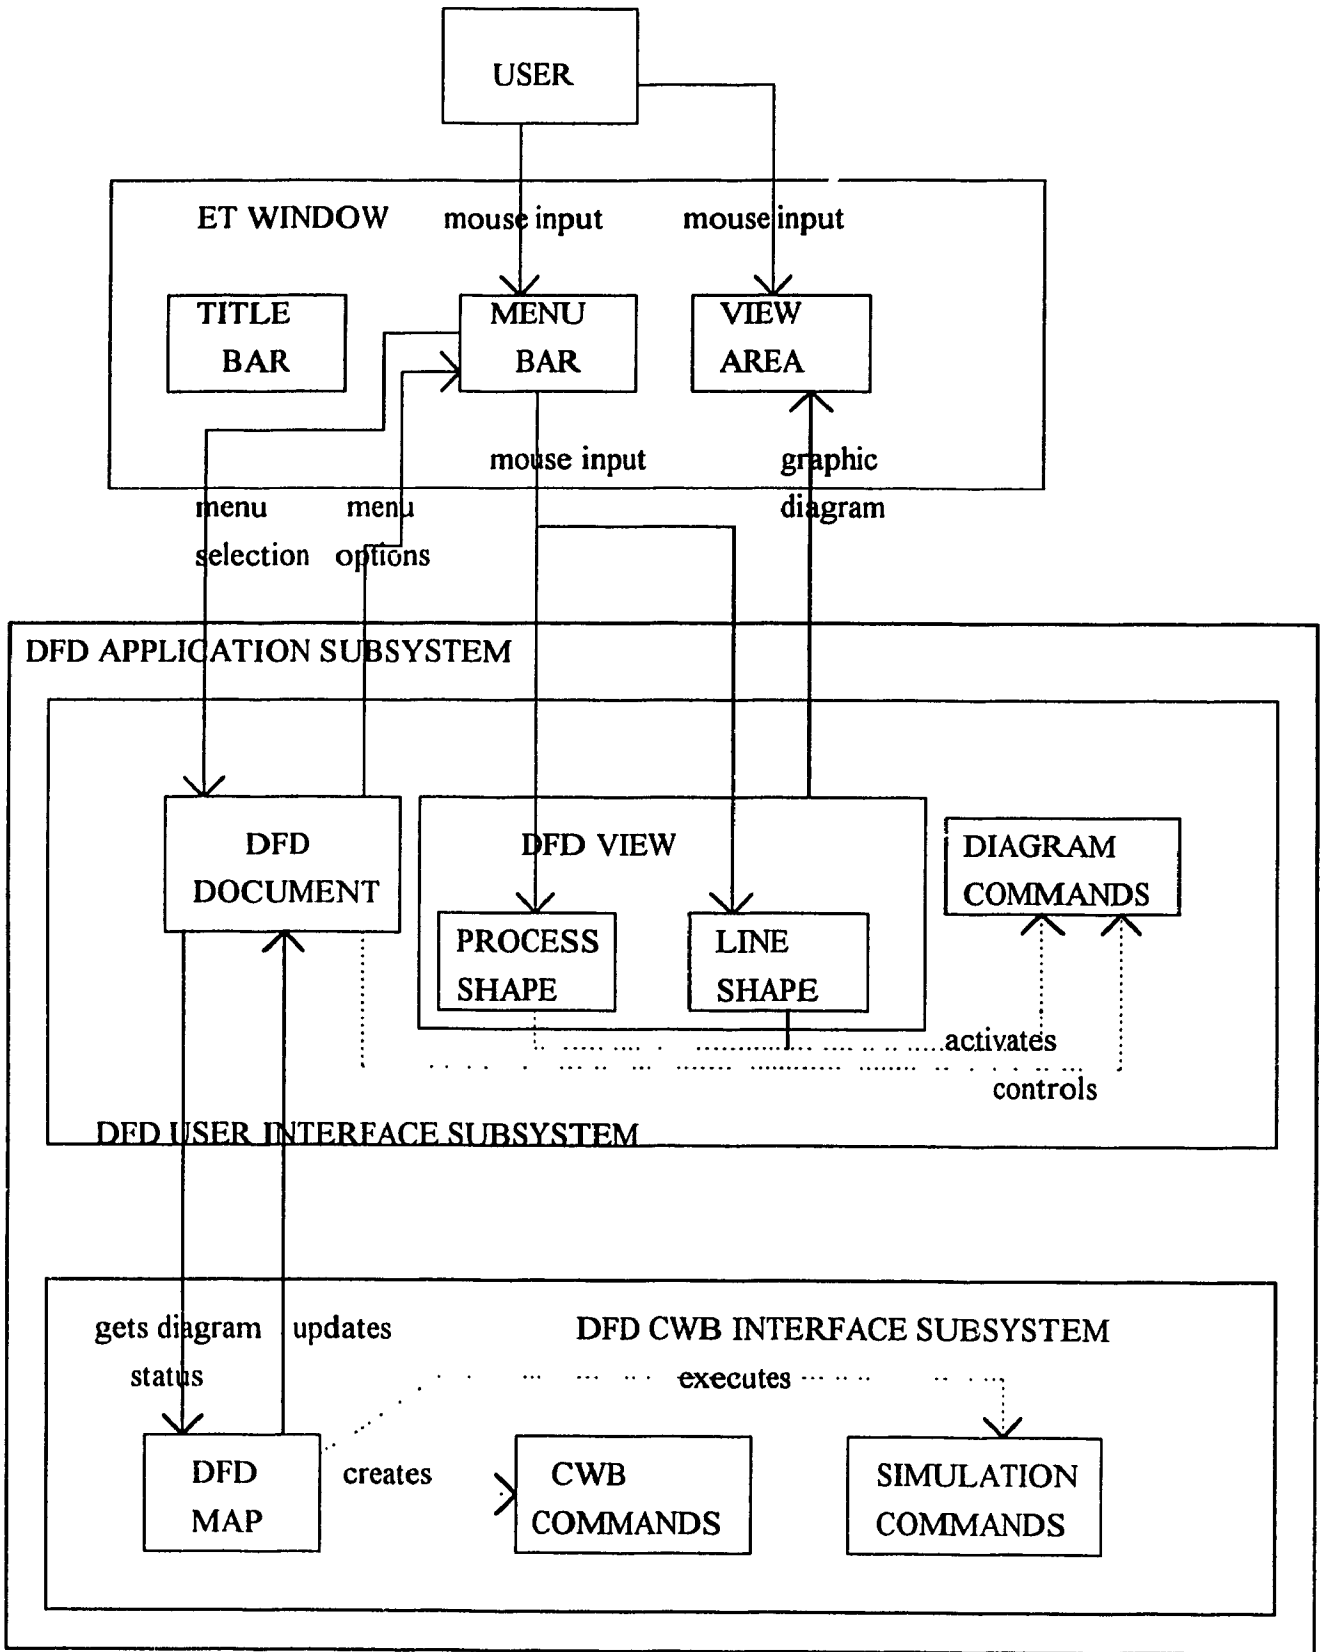 USER
ET WINDOW
mouse input
mouse input
TITLE
BAR
MENU
BAR
VIEW
AREA
mouse input
graphic
diagram
menu
selection
menu
options
DFD APPLICATION SUBSYSTEM
DFD
DOCUMENT
DFD VIEW
DIAGRAM
COMMANDS
PROCESS
SHAPE
LINE
SHAPE
activates
controls
DFD USER INTERFACE SUBSYSTEM
gets diagram
status
updates
DFD CWB INTERFACE SUBSYSTEM
executes
DFD
MAP
creates
CWB
COMMANDS
SIMULATION
COMMANDS